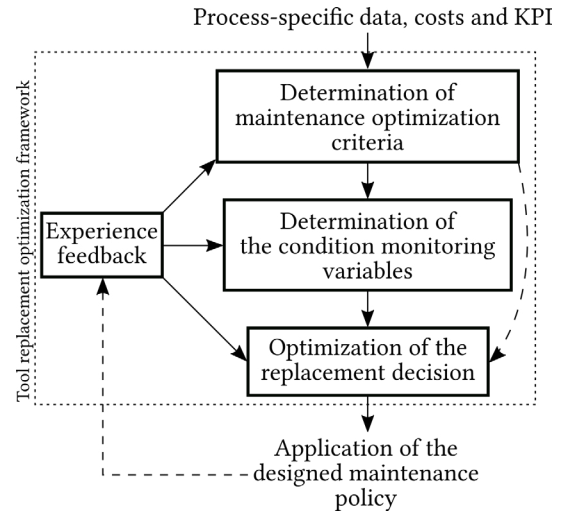 Process-specific data, costs and KPI
Determination of
maintenance optimization
criteria
Tool replacement optimization framework
Experience
feedback
Determination of
the condition monitoring
variables
Optimization of the
replacement decision
Application of the
designed maintenance
policy